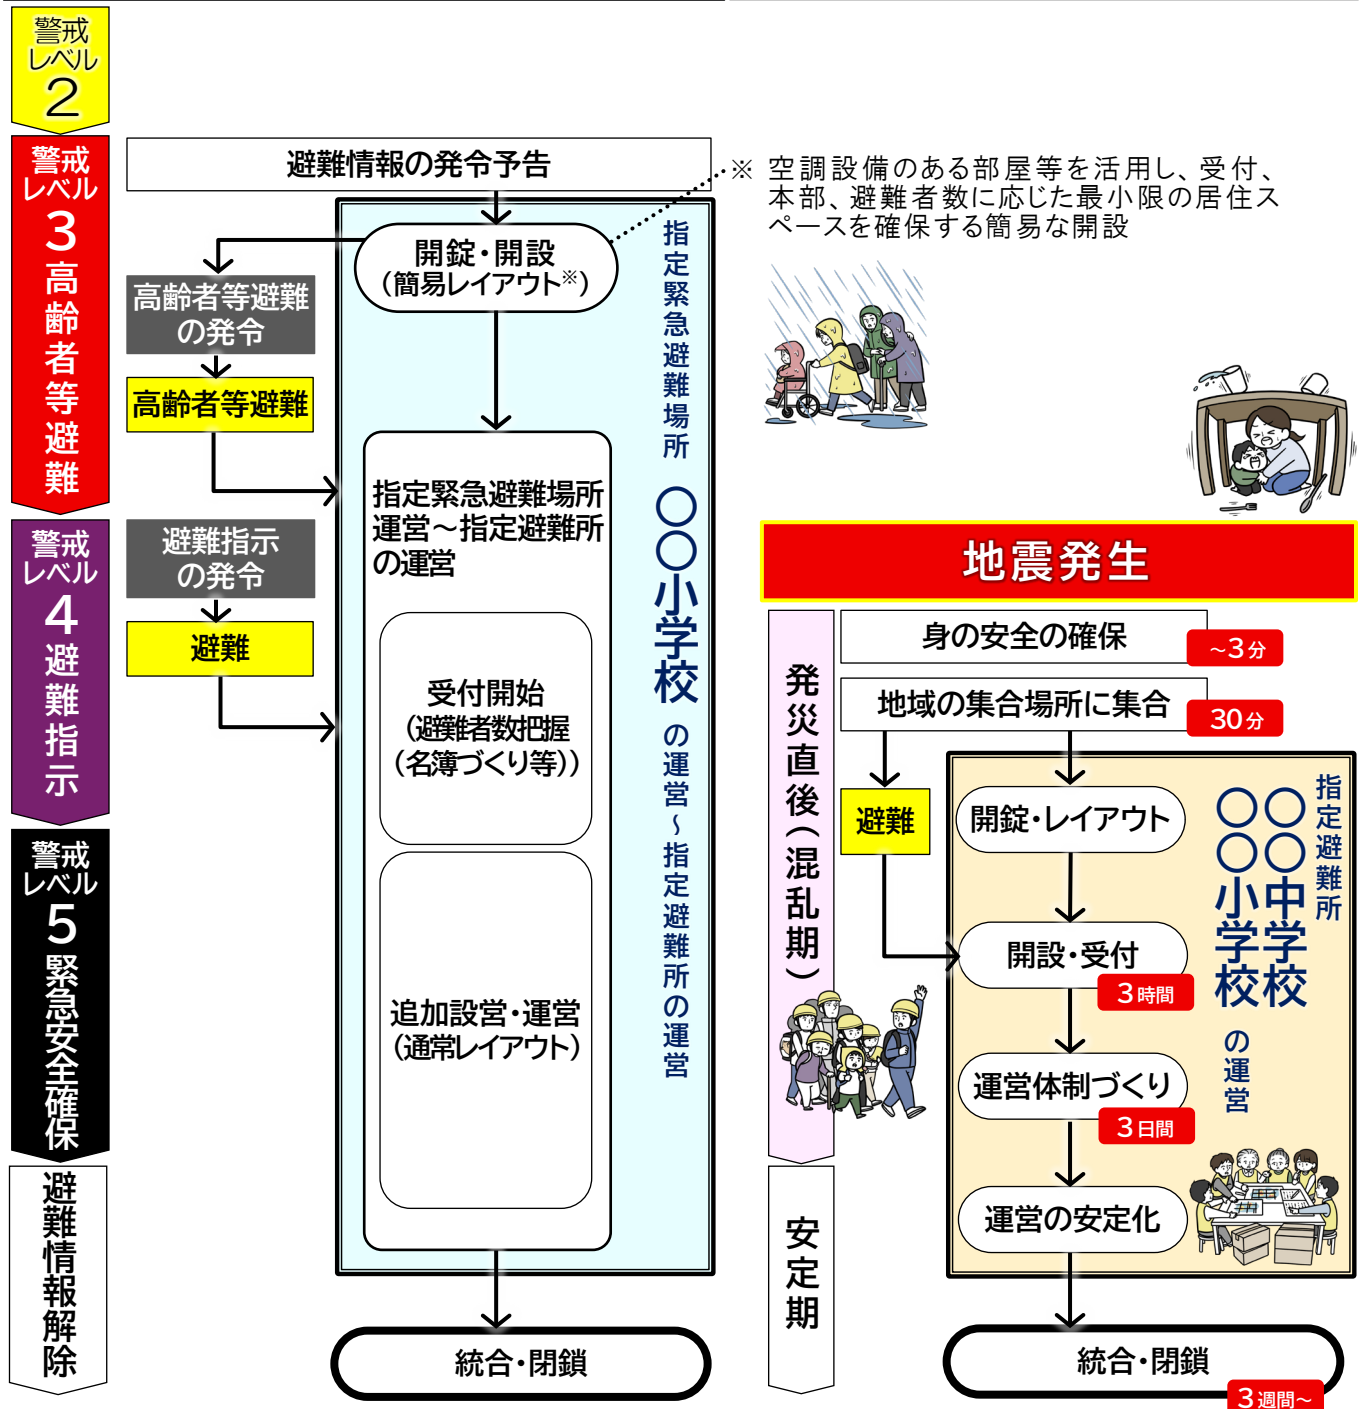 警戒
レベル
2
警戒
レベル
3
高齢者等避難
警戒
レベル
4
避難指示
警戒
レベル
5
緊急安全確保
避難情報解除
避難情報の発令予告
開錠・開設
(簡易レイアウト※)
高齢者等避難
の発令
高齢者等避難
避難指示
の発令
避難
指定緊急避難場所
運営～指定避難所
の運営
受付開始
(避難者数把握
(名簿づくり等))
追加設営・運営
(通常レイアウト)
指定緊急避難場所
〇〇小学校
の運営～指定避難所の運営
統合・閉鎖
※ 空調設備のある部屋等を活用し、受付、
本部、避難者数に応じた最小限の居住ス
ペースを確保する簡易な開設
地震発生
発災直後(混乱期)
安定期
身の安全の確保
～3分
地域の集合場所に集合
30分
避難
開錠・レイアウト
開設・受付
3時間
運営体制づくり
3日間
運営の安定化
指定避難所
〇〇中学校
〇〇小学校
の運営
統合・閉鎖
3週間～